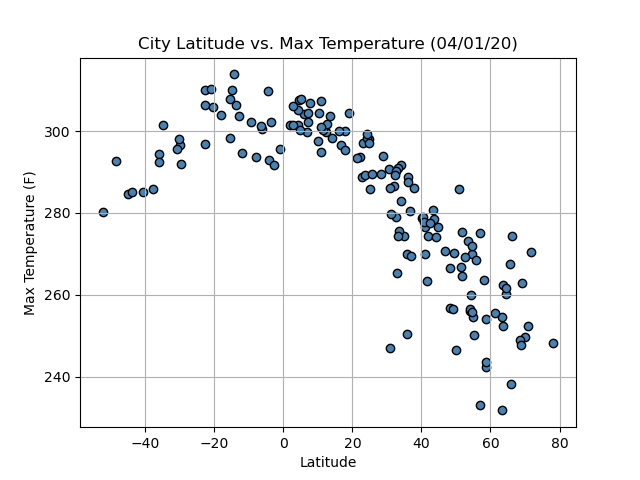 City Latitude vs. Max Temperature (04/01/20)
Max Temperature (F)
300
280
260
240
−40 −20 0 20 40 60 80
Latitude